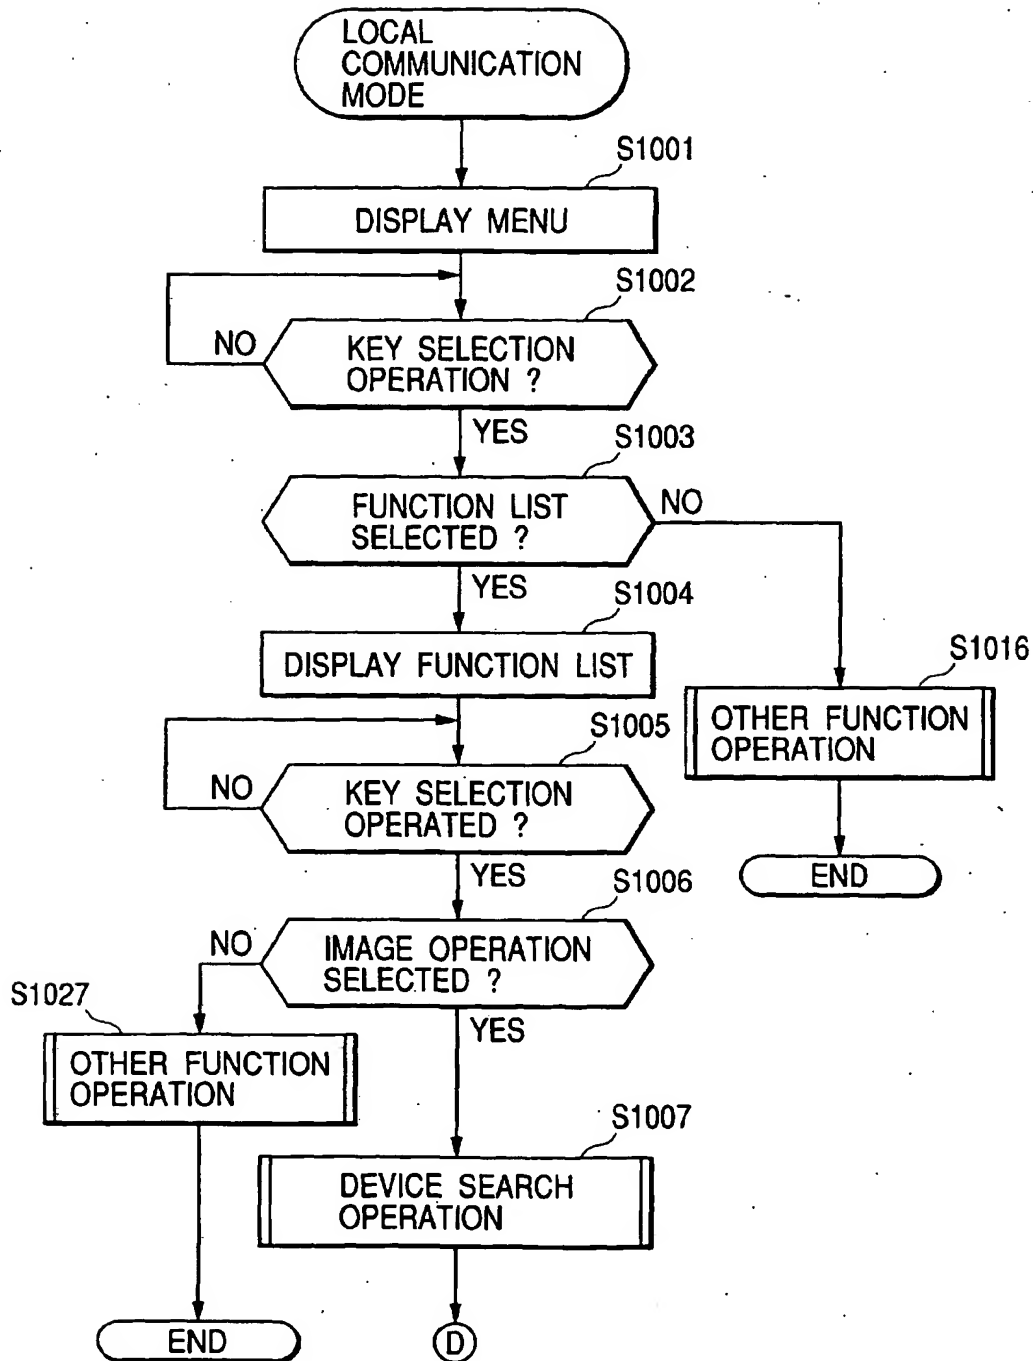 LOCAL
COMMUNICATION
MODE
S1001
DISPLAY MENU
S1002
NO
KEY SELECTION
OPERATION ?
YES
S1003
FUNCTION LIST
SELECTED ?
NO
YES
S1004
DISPLAY FUNCTION LIST
S1016
OTHER FUNCTION
OPERATION
S1005
NO
KEY SELECTION
OPERATED ?
END
YES
S1006
NO
IMAGE OPERATION
SELECTED ?
S1027
YES
OTHER FUNCTION
OPERATION
S1007
DEVICE SEARCH
OPERATION
END
D